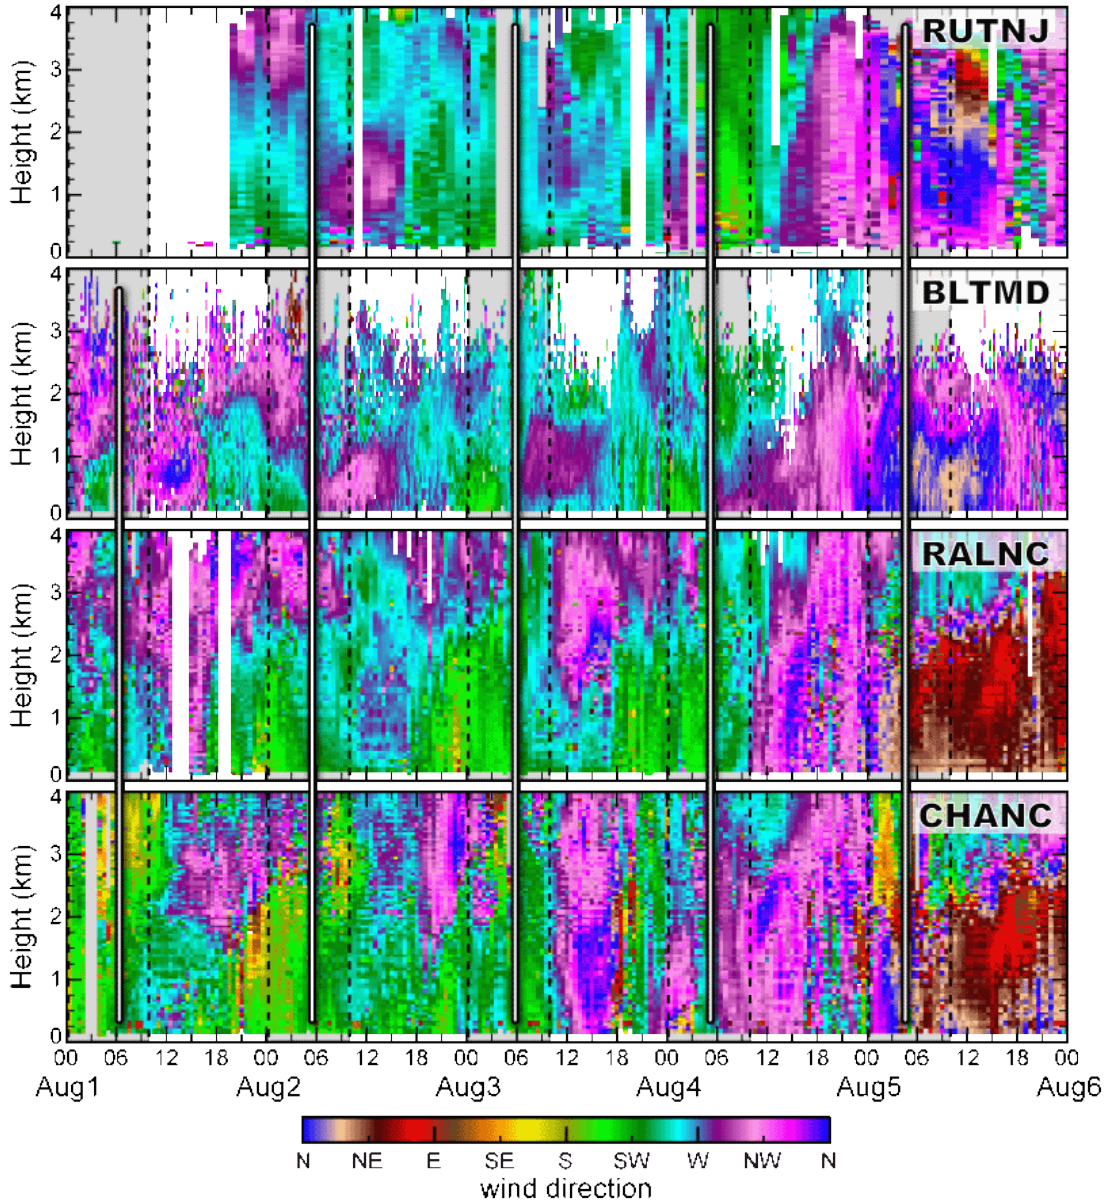 4
3
2
1
0
Height (km)
RUTNJ
4
3
2
1
0
Height (km)
BLTMD
4
3
2
1
0
Height (km)
RALNC
4
3
2
1
0
Height (km)
CHANC
00 06 12 18 00 06 12 18 00 06 12 18 00 06 12 18 00 06 12 18 00
Aug1 Aug2 Aug3 Aug4 Aug5 Aug6
N NE E SE S SW W NW N
wind direction